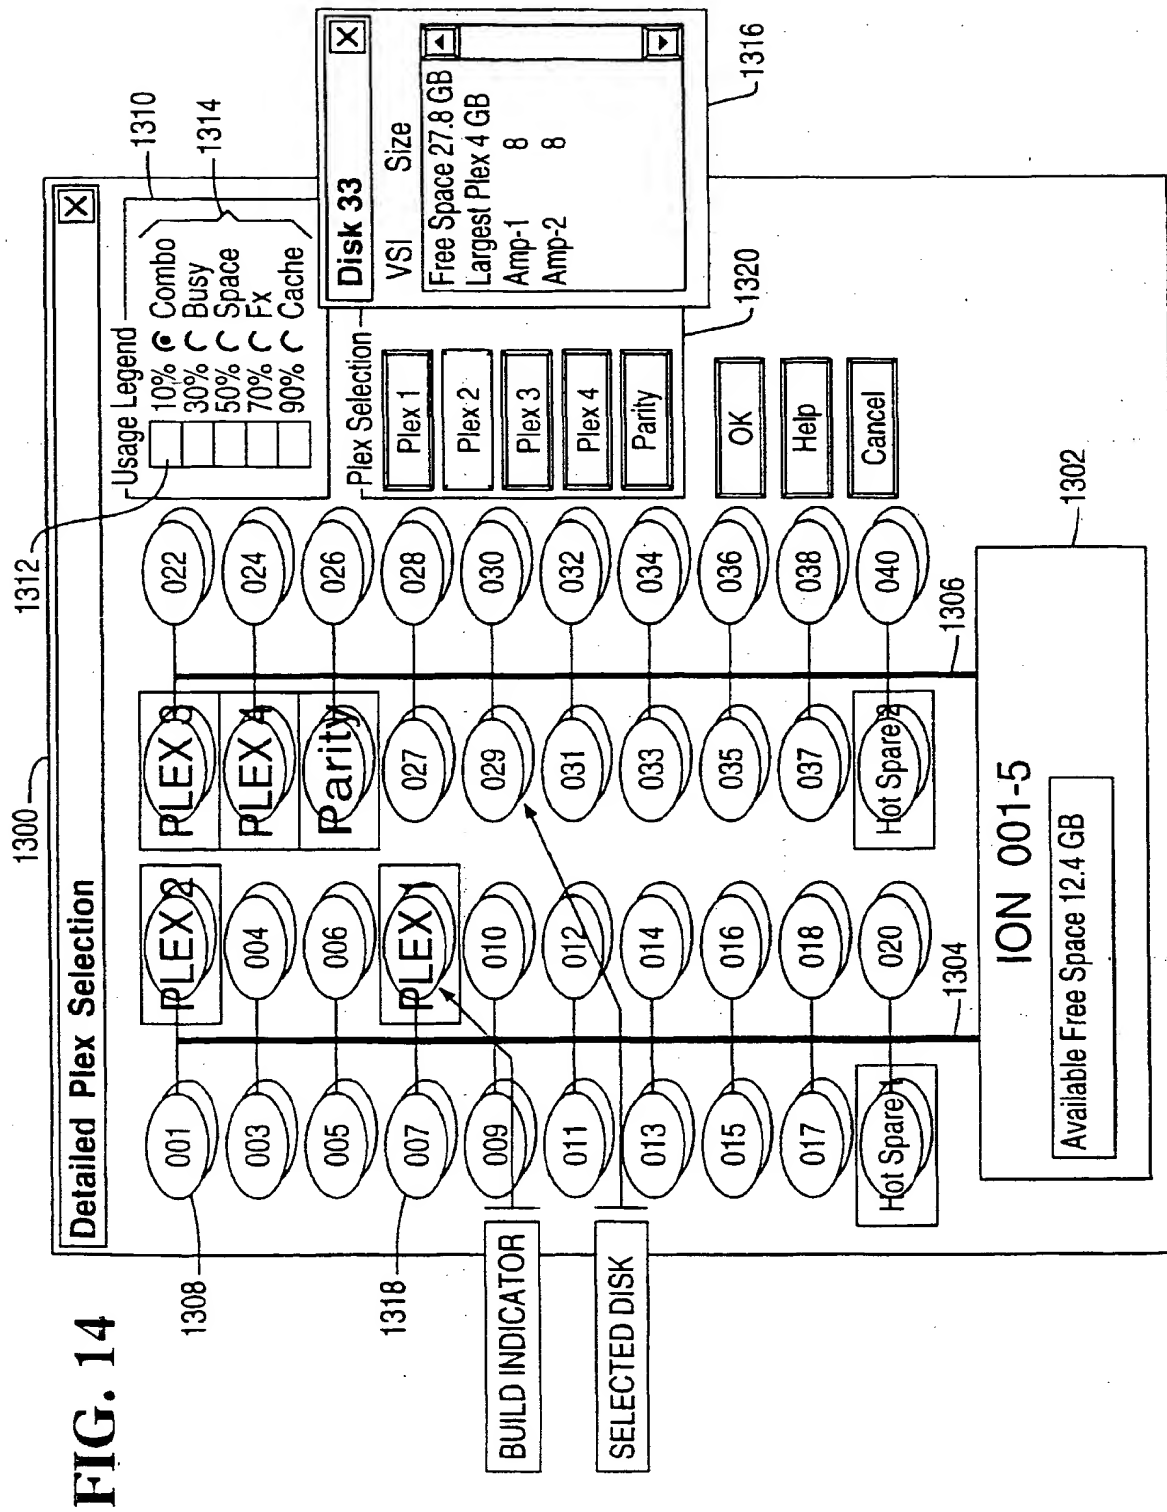 FIG. 14
1300
Detailed Plex Selection
X
1312
1310
1314
Usage Legend
10% Combo
30% Busy
50% Space
70% Fx
90% Cache
Disk 33
X
VSI Size
Free Space 27.8 GB
Largest Plex 4 GB
Amp-1 8
Amp-2 8
1316
Plex Selection
Plex 1
Plex 2
Plex 3
Plex 4
Parity
1320
OK
Help
Cancel
1308
001 PLEX 2 PLEX 3 022
003 004 PLEX 4 024
005 006 Parity 026
1318
007 PLEX 1 027 028
BUILD INDICATOR
009 010 029 030
011 012 031 032
SELECTED DISK
013 014 033 034
015 016 035 036
017 018 037 038
Hot Spare 1 020 Hot Spare 2 040
1304
1306
1302
ION 001-5
Available Free Space 12.4 GB